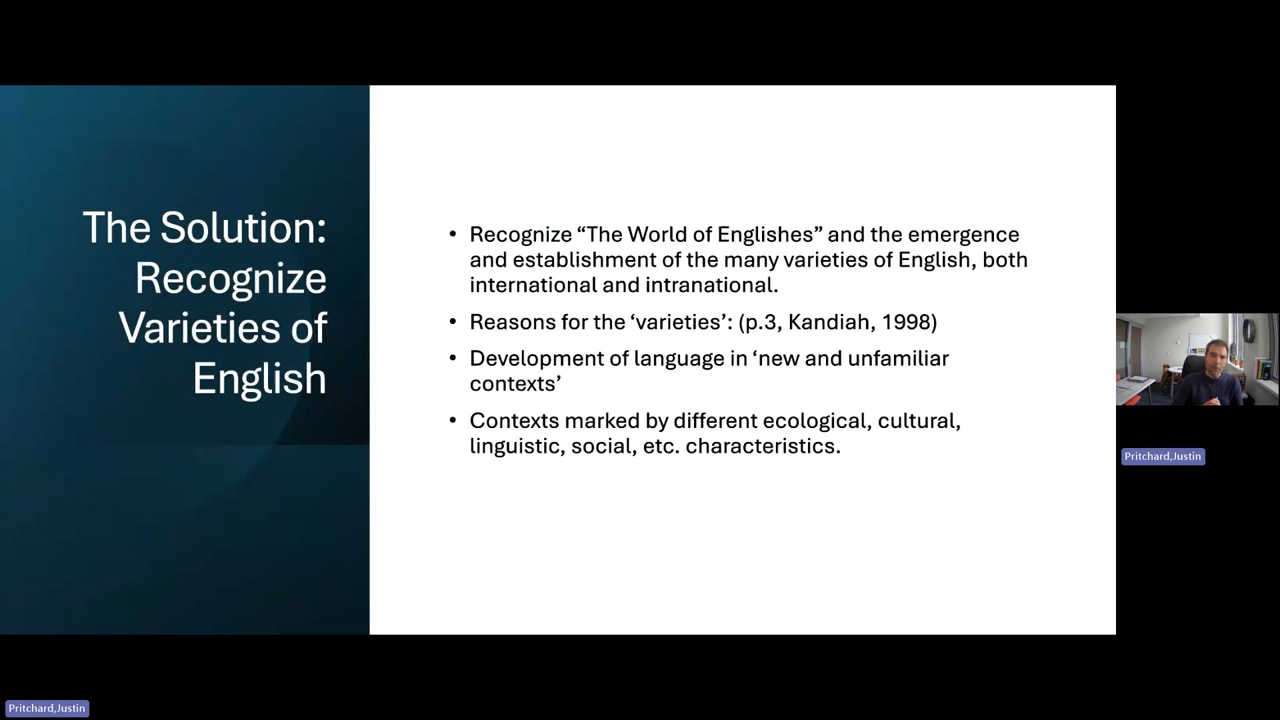 The Solution:
Recognize
Varieties of
English
• Recognize “The World of Englishes” and the emergence
and establishment of the many varieties of English, both
international and intranational.
• Reasons for the ‘varieties’: (p.3, Kandiah, 1998)
• Development of language in ‘new and unfamiliar
contexts’
• Contexts marked by different ecological, cultural,
linguistic, social, etc. characteristics.
Pritchard,Justin
Pritchard,Justin